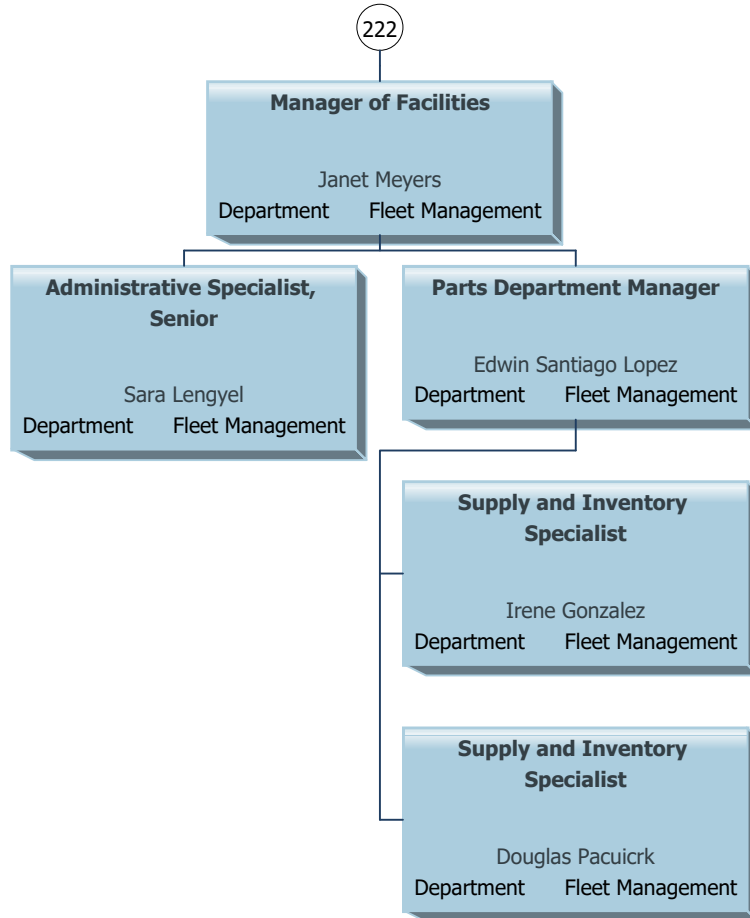 222
Manager of Facilities
Janet Meyers
Department Fleet Management
Administrative Specialist,
Senior
Sara Lengyel
Department Fleet Management
Parts Department Manager
Edwin Santiago Lopez
Department Fleet Management
Supply and Inventory
Specialist
Irene Gonzalez
Department Fleet Management
Supply and Inventory
Specialist
Douglas Pacuicrk
Department Fleet Management